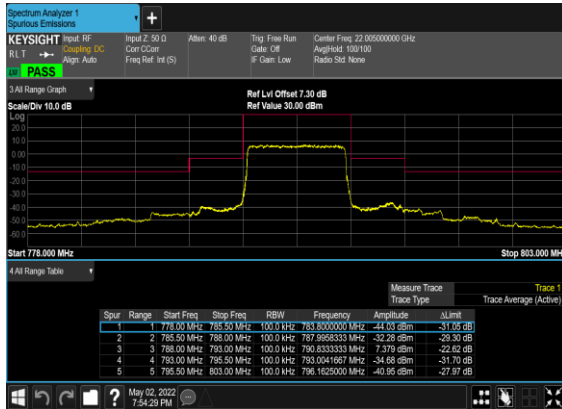 Spectrum Analyzer 1
Spurious Emissions
KEYSIGHT Input: RF Input Z: 50 Ω Atten: 40 dB Trig: Free Run Center Freq: 22.005000000 GHz
RLT Coupling: DC Corr CCorr Gate: Off Avg|Hold: 100/100
Align: Auto Freq Ref: Int (S) IF Gain: Low Radio Std: None
PASS
3 All Range Graph
Ref Lvl Offset 7.30 dB
Scale/Div 10.0 dB Ref Value 30.00 dBm
Log
20.0
10.0
0.00
-10.0
-20.0
-30.0
-40.0
-50.0
-60.0
Start 778.000 MHz Stop 803.000 MHz
4 All Range Table
Measure Trace Trace 1
Trace Type Trace Average (Active)
Spur Range Start Freq Stop Freq RBW Frequency Amplitude ΔLimit
1 1 778.00 MHz 785.50 MHz 100.0 kHz 783.8000000 MHz -44.03 dBm -31.05 dB
2 2 785.50 MHz 788.00 MHz 100.0 kHz 787.9958333 MHz -32.28 dBm -29.30 dB
3 3 788.00 MHz 793.00 MHz 100.0 kHz 790.8333333 MHz 7.379 dBm -22.62 dB
4 4 793.00 MHz 795.50 MHz 100.0 kHz 793.0041667 MHz -34.68 dBm -31.70 dB
5 5 795.50 MHz 803.00 MHz 100.0 kHz 796.1625000 MHz -40.95 dBm -27.97 dB
May 02, 2022
7:54:29 PM